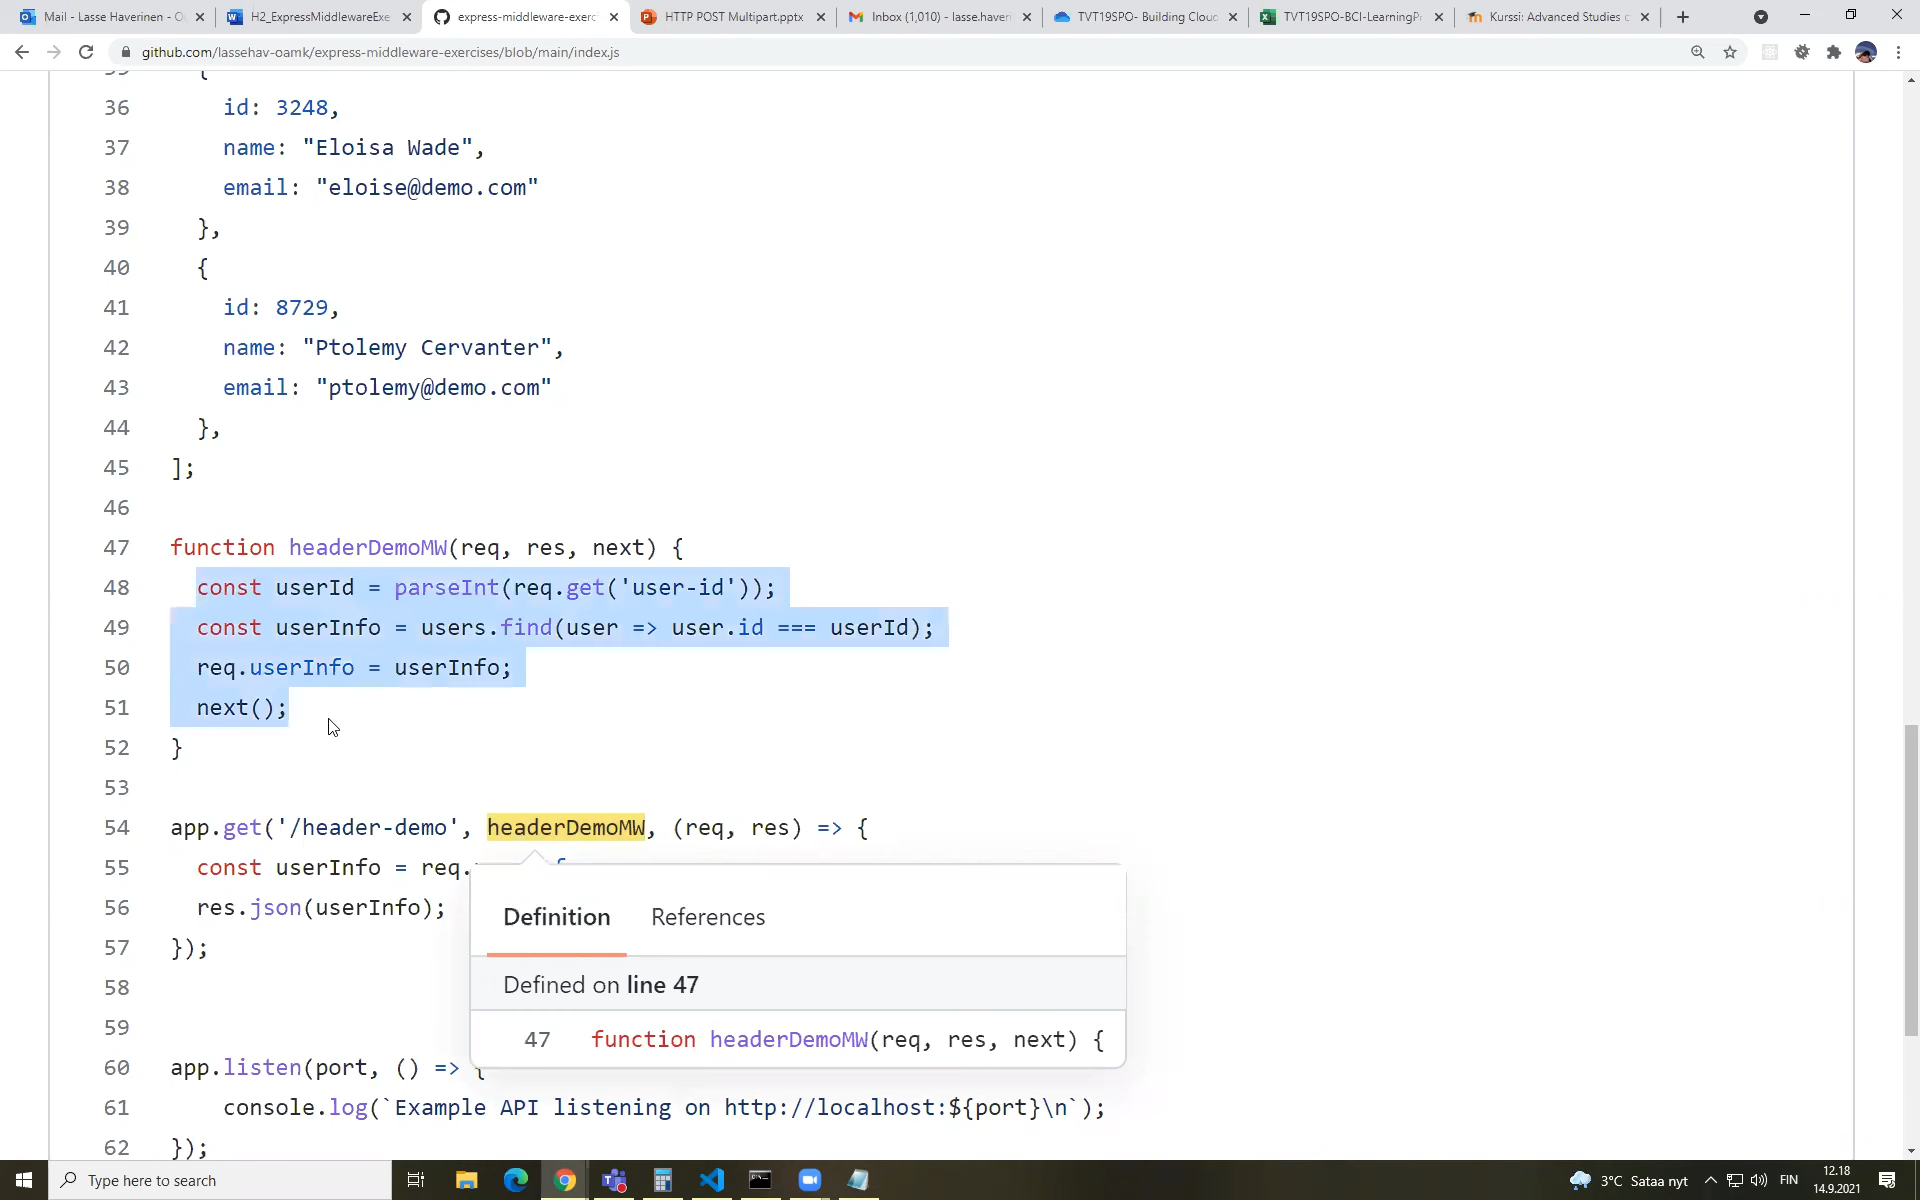 Mail - Lasse Haverinen - O
H2_ExpressMiddlewareExe
express-middleware-exerci
HTTP POST Multipart.pptx
Inbox (1,010) - lasse.haveri
TVT19SPO- Building Cloud
TVT19SPO-BCI-LearningPr
Kurssi: Advanced Studies c
github.com/lassehav-oamk/express-middleware-exercises/blob/main/index.js
35 {
36 id: 3248,
37 name: "Eloisa Wade",
38 email: "eloise@demo.com"
39 },
40 {
41 id: 8729,
42 name: "Ptolemy Cervanter",
43 email: "ptolemy@demo.com"
44 },
45 ];
46
47 function headerDemoMW(req, res, next) {
48 const userId = parseInt(req.get('user-id'));
49 const userInfo = users.find(user => user.id === userId);
50 req.userInfo = userInfo;
51 next();
52 }
53
54 app.get('/header-demo', headerDemoMW, (req, res) => {
55 const userInfo = req.
56 res.json(userInfo);
57 });
58
59
60 app.listen(port, () => {
61 console.log(`Example API listening on http://localhost:${port}\n`);
62 });
Definition References
Defined on line 47
47 function headerDemoMW(req, res, next) {
Type here to search
3°C Sataa nyt
FIN
12.18
14.9.2021